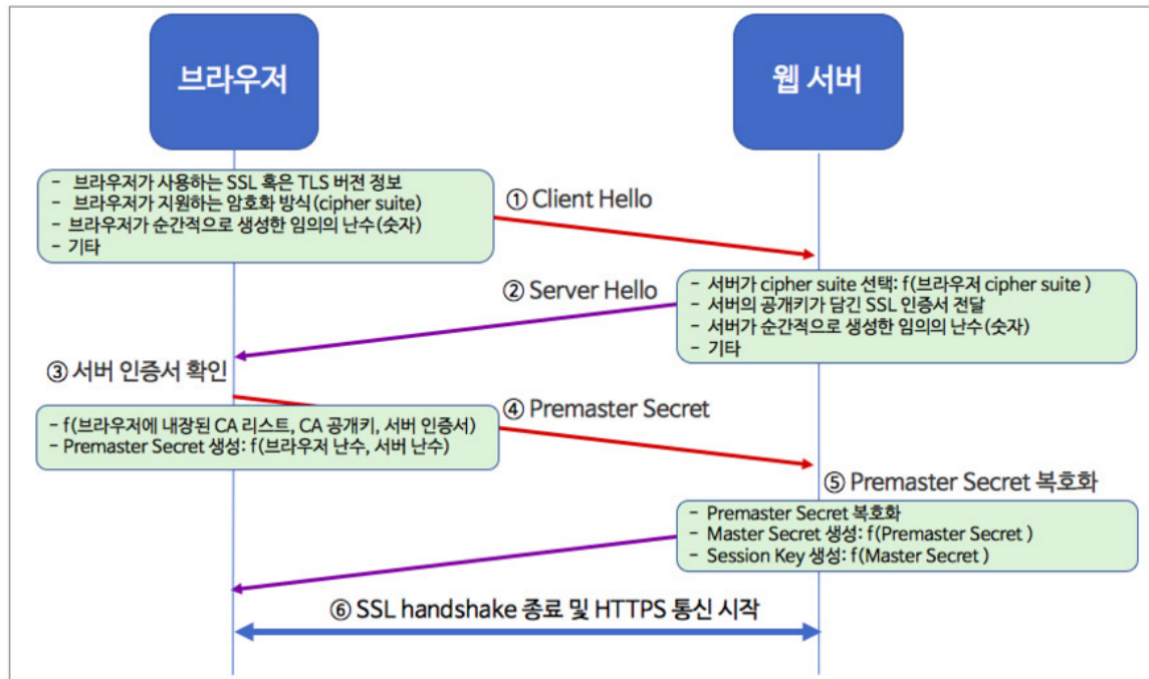 브라우저
웹 서버
- 브라우저가 사용하는 SSL 혹은 TLS 버전 정보
- 브라우저가 지원하는 암호화 방식(cipher suite)
- 브라우저가 순간적으로 생성한 임의의 난수(숫자)
- 기타
① Client Hello
② Server Hello
- 서버가 cipher suite 선택: f(브라우저 cipher suite )
- 서버의 공개키가 담긴 SSL 인증서 전달
- 서버가 순간적으로 생성한 임의의 난수(숫자)
- 기타
③ 서버 인증서 확인
- f(브라우저에 내장된 CA 리스트, CA 공개키, 서버 인증서)
- Premaster Secret 생성: f(브라우저 난수, 서버 난수)
④ Premaster Secret
⑤ Premaster Secret 복호화
- Premaster Secret 복호화
- Master Secret 생성: f(Premaster Secret )
- Session Key 생성: f(Master Secret )
⑥ SSL handshake 종료 및 HTTPS 통신 시작